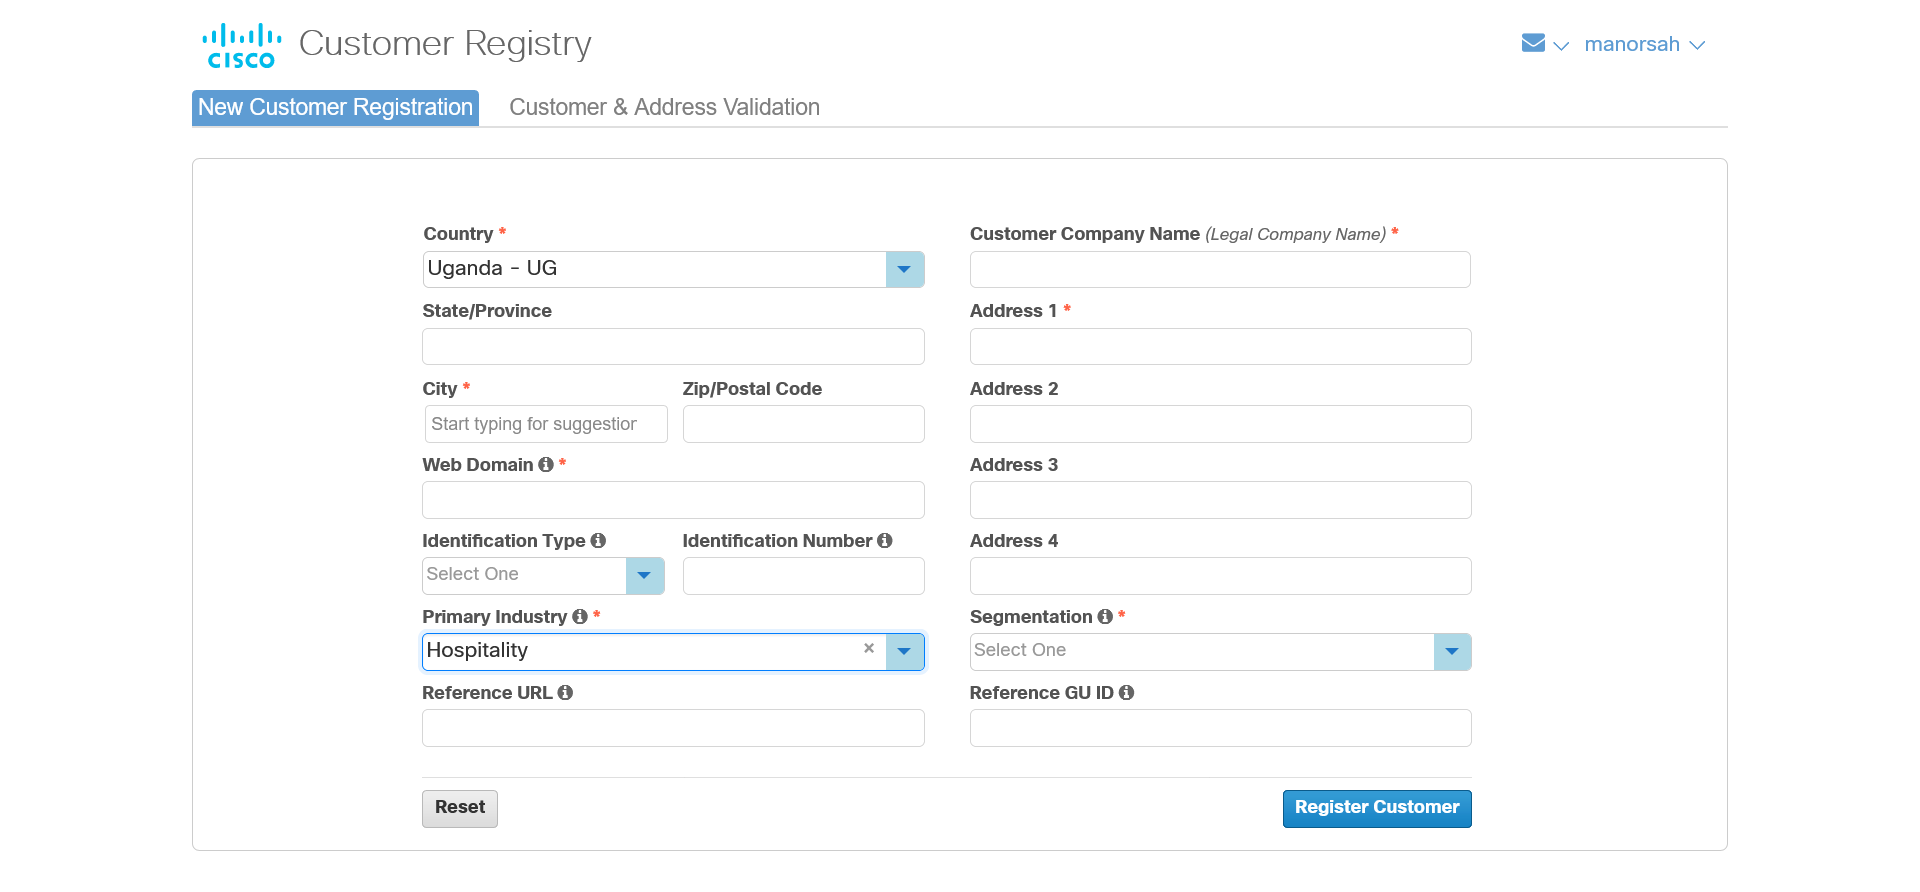 CISCO Customer Registry
manorsah
New Customer Registration Customer & Address Validation
Country * Customer Company Name (Legal Company Name) *
Uganda - UG
State/Province Address 1 *
City * Zip/Postal Code Address 2
Start typing for suggestior
Web Domain * Address 3
Identification Type Identification Number Address 4
Select One
Primary Industry * Segmentation *
Hospitality × Select One
Reference URL Reference GU ID
Reset Register Customer